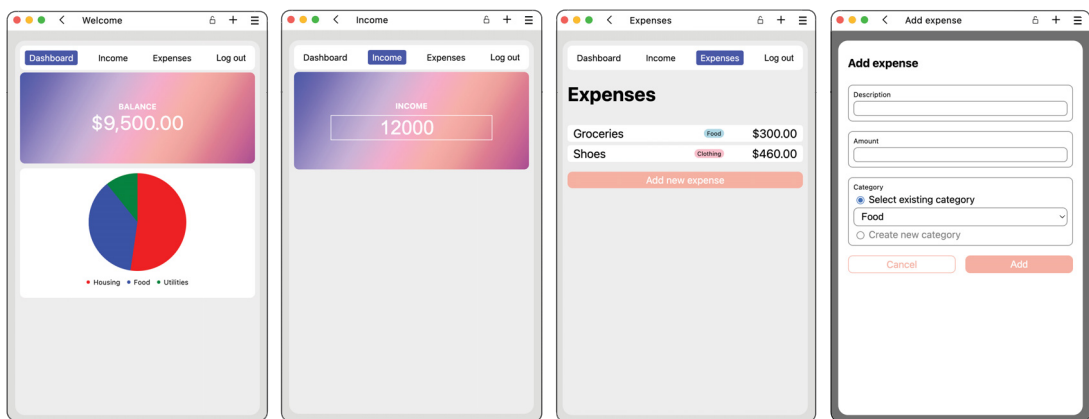 Welcome
Dashboard Income Expenses Log out
BALANCE
$9,500.00
Housing Food Utilities
Income
Dashboard Income Expenses Log out
INCOME
12000
Expenses
Dashboard Income Expenses Log out
Expenses
Groceries Food $300.00
Shoes Clothing $460.00
Add new expense
Add expense
Add expense
Description
Amount
Category
Select existing category
Food
Create new category
Cancel Add